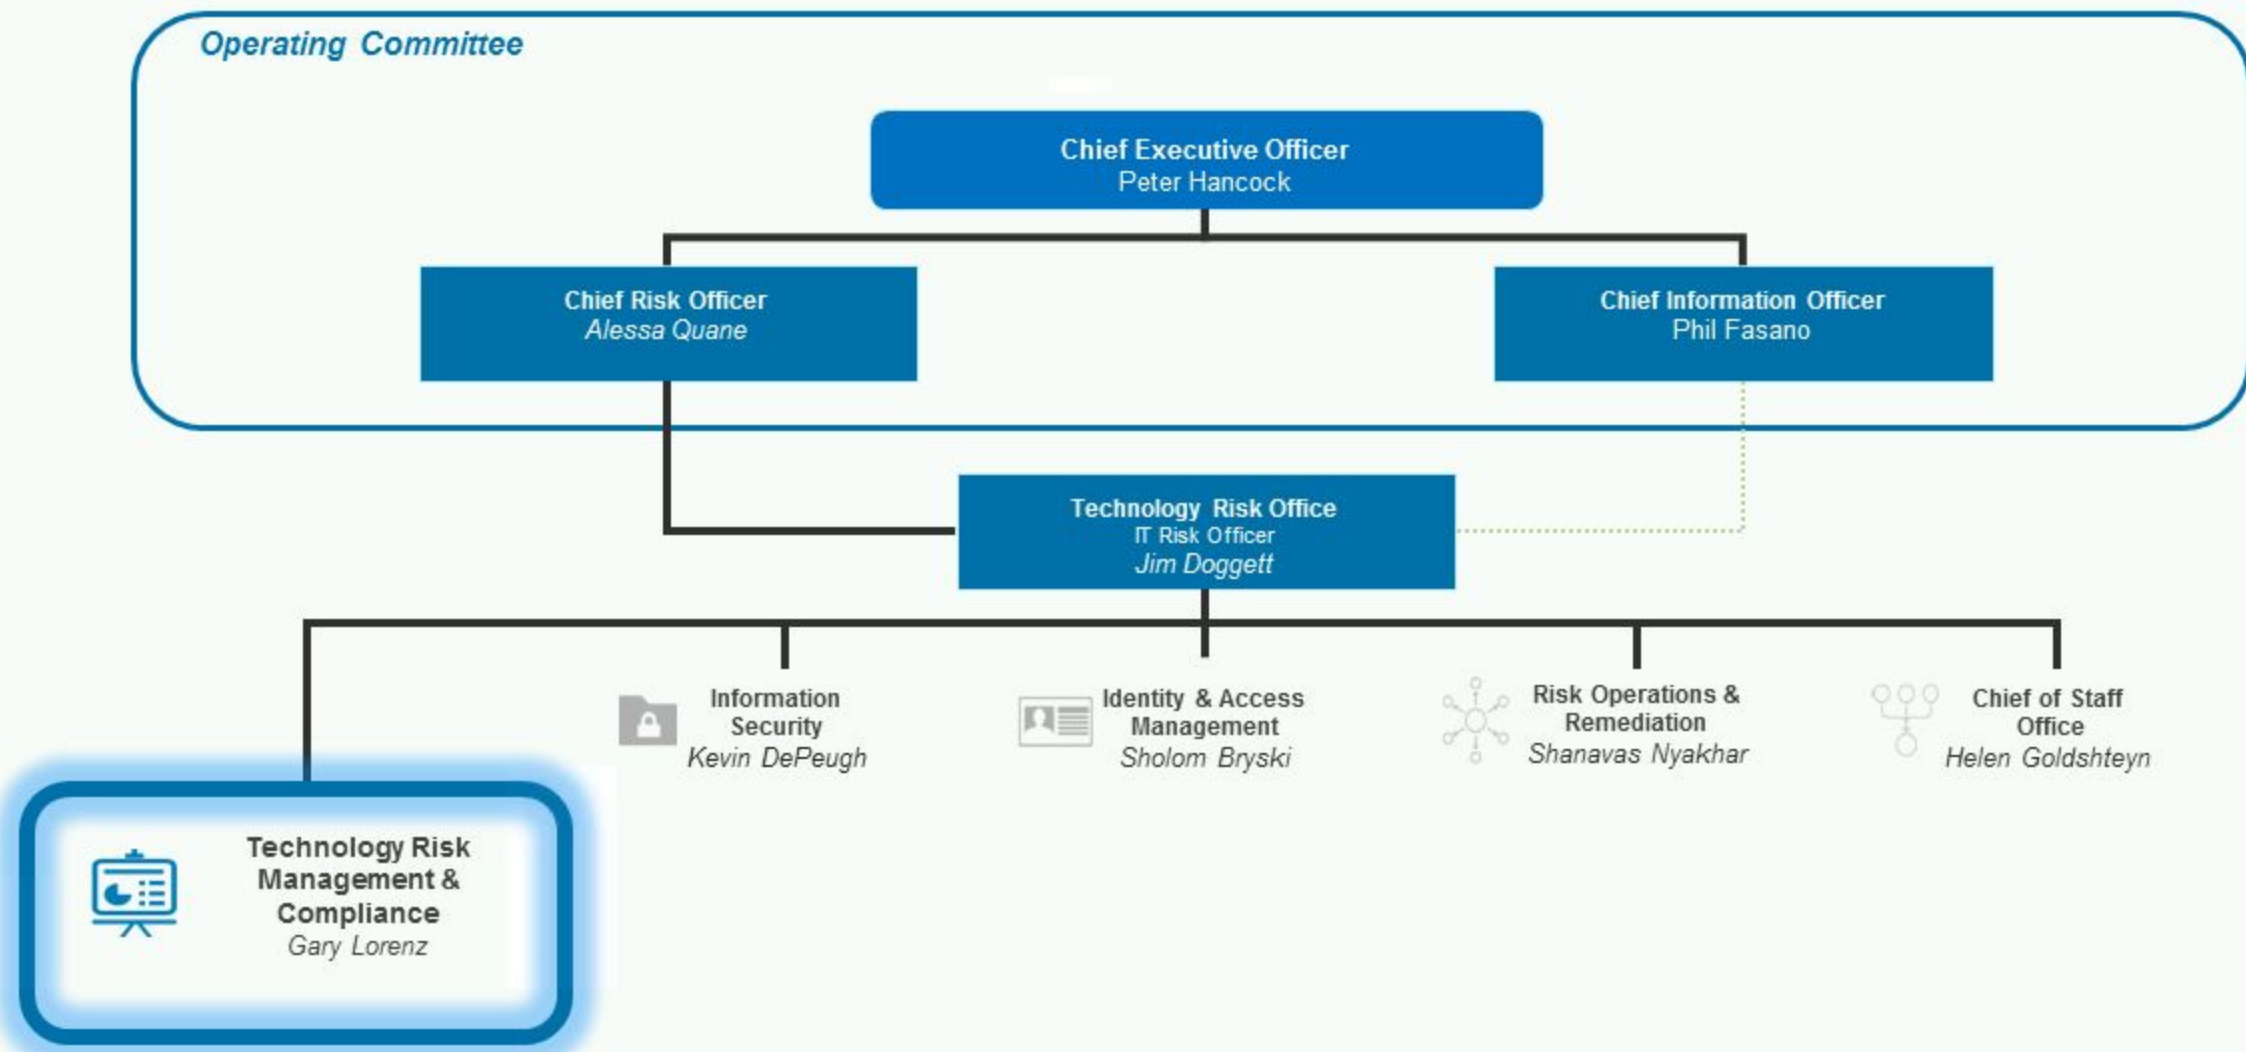 Operating Committee
Chief Executive Officer
Peter Hancock
Chief Risk Officer
Alessa Quane
Chief Information Officer
Phil Fasano
Technology Risk Office
IT Risk Officer
Jim Doggett
Information
Security
Kevin DePeugh
Identity & Access
Management
Sholom Bryski
Risk Operations &
Remediation
Shanavas Nyakhar
Chief of Staff
Office
Helen Goldshteyn
Technology Risk
Management &
Compliance
Gary Lorenz